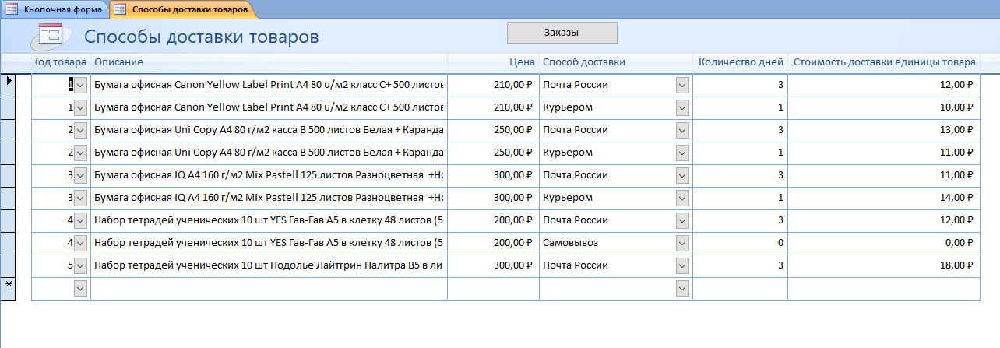 Кнопочная форма Способы доставки товаров
Способы доставки товаров Заказы
Код товара Описание Цена Способ доставки Количество дней Стоимость доставки единицы товара
1 Бумага офисная Canon Yellow Label Print A4 80 u/м2 класс C+ 500 листов 210,00 ₽ Почта России 3 12,00 ₽
1 Бумага офисная Canon Yellow Label Print A4 80 u/м2 класс C+ 500 листов 210,00 ₽ Курьером 1 10,00 ₽
2 Бумага офисная Uni Copy A4 80 г/м2 касса B 500 листов Белая + Каранда 250,00 ₽ Почта России 3 13,00 ₽
2 Бумага офисная Uni Copy A4 80 г/м2 касса B 500 листов Белая + Каранда 250,00 ₽ Курьером 1 11,00 ₽
3 Бумага офисная IQ A4 160 г/м2 Mix Pastell 125 листов Разноцветная +Но 300,00 ₽ Почта России 3 11,00 ₽
3 Бумага офисная IQ A4 160 г/м2 Mix Pastell 125 листов Разноцветная +Но 300,00 ₽ Курьером 1 14,00 ₽
4 Набор тетрадей ученических 10 шт YES Гав-Гав A5 в клетку 48 листов (5 200,00 ₽ Почта России 3 12,00 ₽
4 Набор тетрадей ученических 10 шт YES Гав-Гав A5 в клетку 48 листов (5 200,00 ₽ Самовывоз 0 0,00 ₽
5 Набор тетрадей ученических 10 шт Подолье Лайтгрин Палитра B5 в ли 300,00 ₽ Почта России 3 18,00 ₽